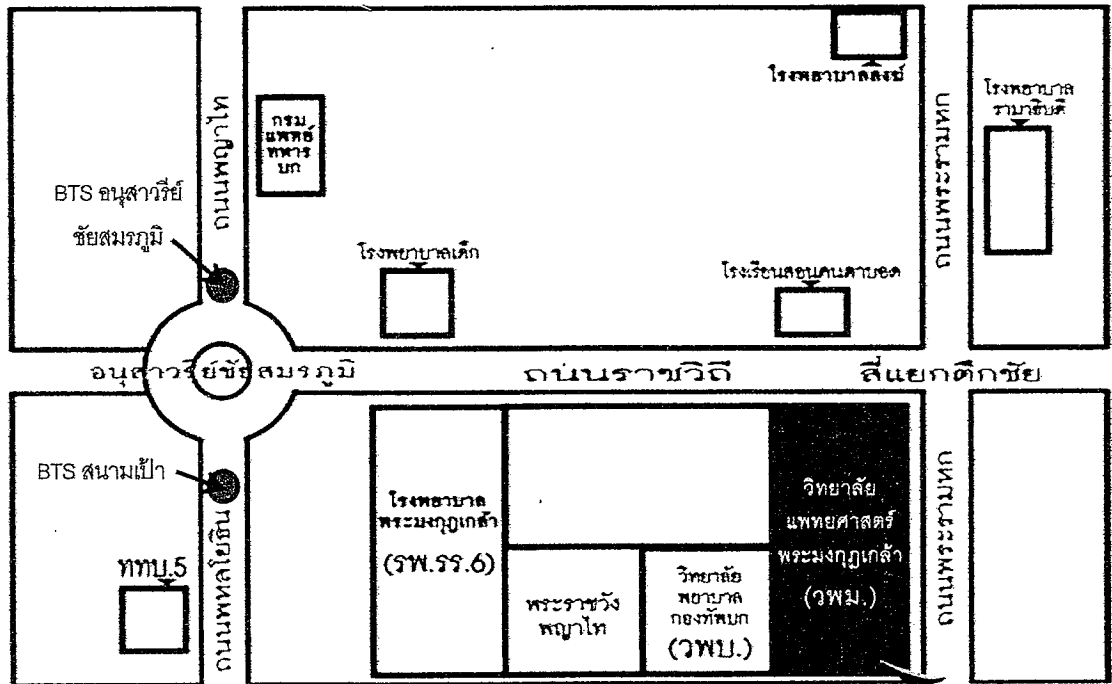 โรงพยาบาลสงฆ์
โรงพยาบาล
รามาธิบดี
กรม
แพทย์
ทหาร
บก
ถนนพญาไท
ถนนพระรามหก
BTS อนุสาวรีย์
ชัยสมรภูมิ
โรงพยาบาลเด็ก
โรงเรียนสอนคนตาบอด
อนุสาวรีย์ชัยสมรภูมิ
ถนนราชวิถี
สี่แยกตึกชัย
BTS สนามเป้า
โรงพยาบาล
พระมงกุฎเกล้า
(รพ.รร.6)
วิทยาลัย
แพทยศาสตร์
พระมงกุฎเกล้า
(วพม.)
ถนนพหลโยธิน
ททบ.5
พระราชวัง
พญาไท
วิทยาลัย
พยาบาล
กองทัพบก
(วพบ.)
ถนนพระรามหก